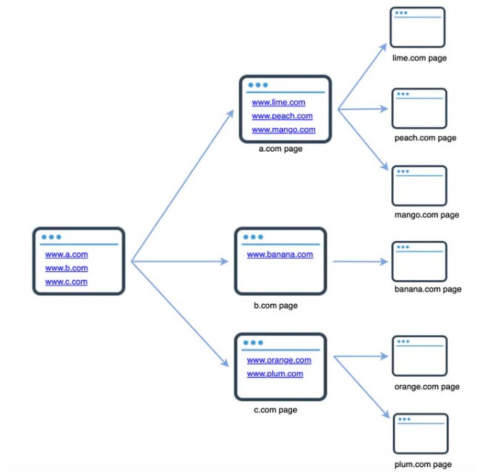 www.a.com
www.b.com
www.c.com
www.lime.com
www.peach.com
www.mango.com
a.com page
www.banana.com
b.com page
www.orange.com
www.plum.com
c.com page
lime.com page
peach.com page
mango.com page
banana.com page
orange.com page
plum.com page